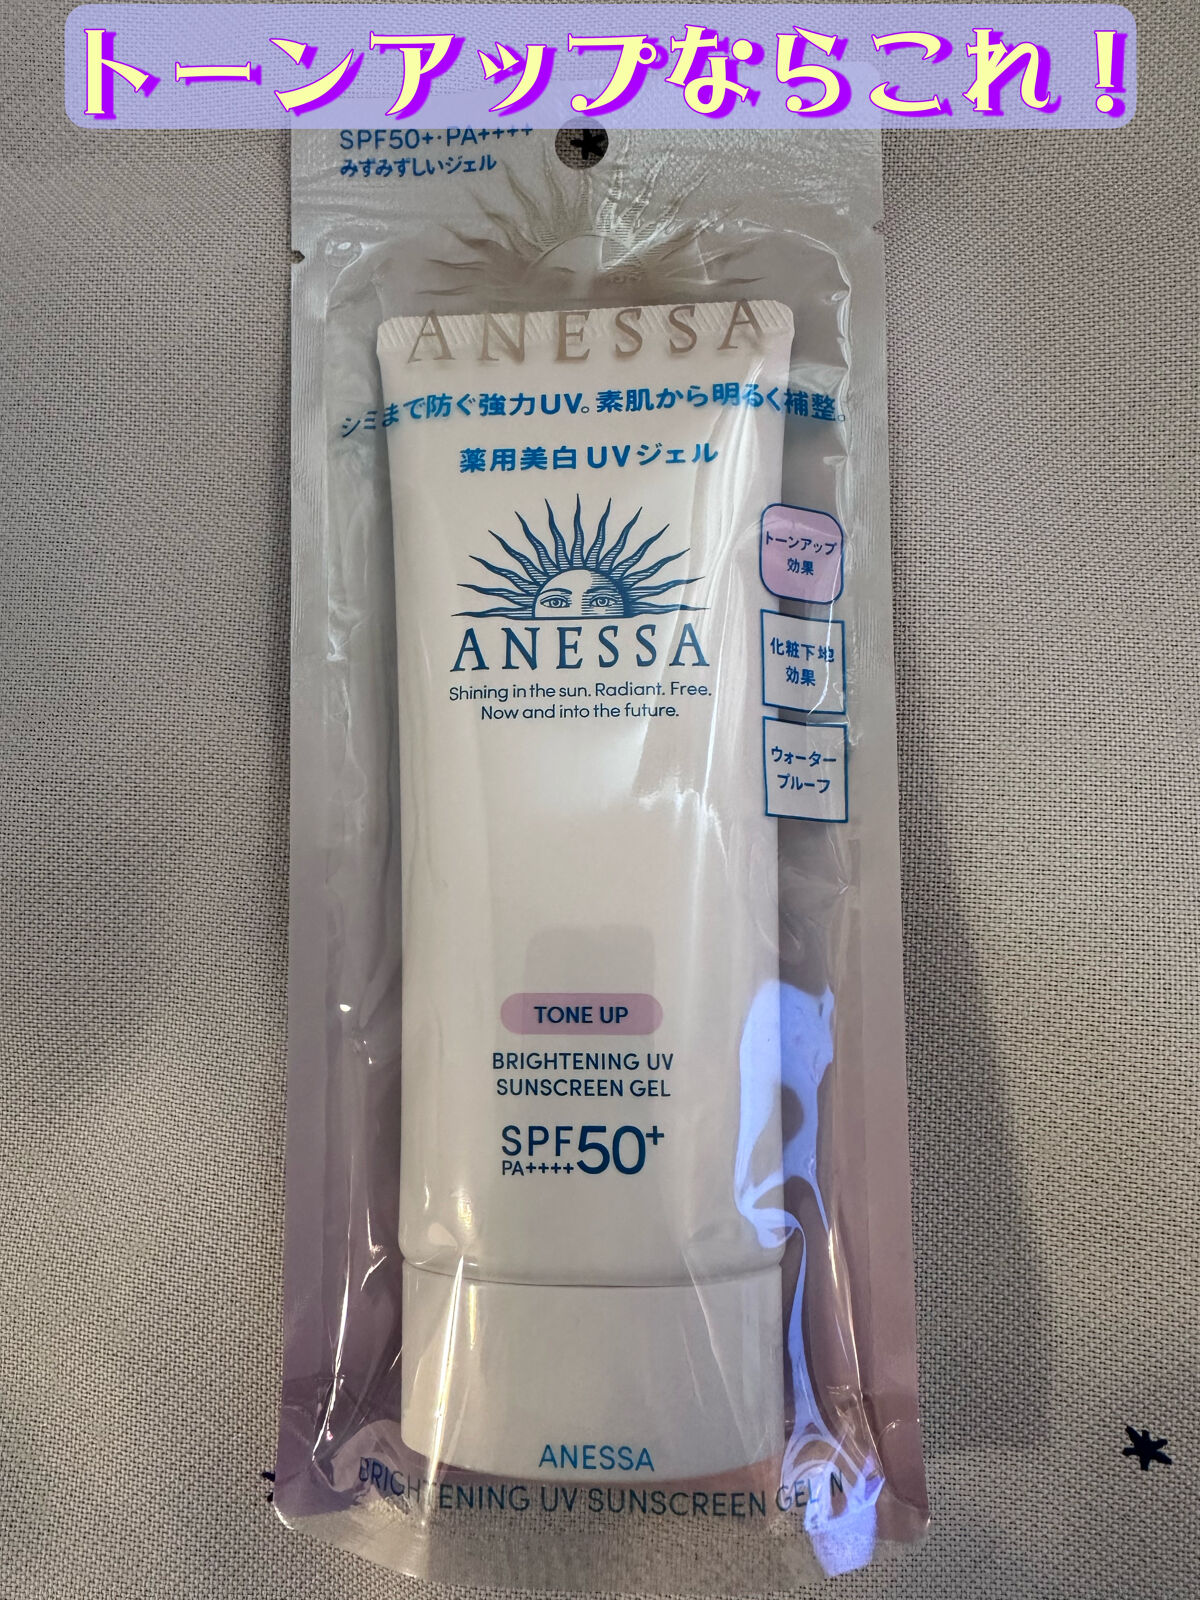 トーンアップならこれ！
SPF50+・PA++++
みずみずしいジェル
ANESSA
シミまで防ぐ強力UV。素肌から明るく補整。
薬用美白UVジェル
トーンアップ
効果
ANESSA
化粧下地
効果
Shining in the sun. Radiant. Free.
Now and into the future.
ウォーター
プルーフ
TONE UP
BRIGHTENING UV
SUNSCREEN GEL
SPF50+
PA++++
ANESSA
BRIGHTENING UV SUNSCREEN GEL N